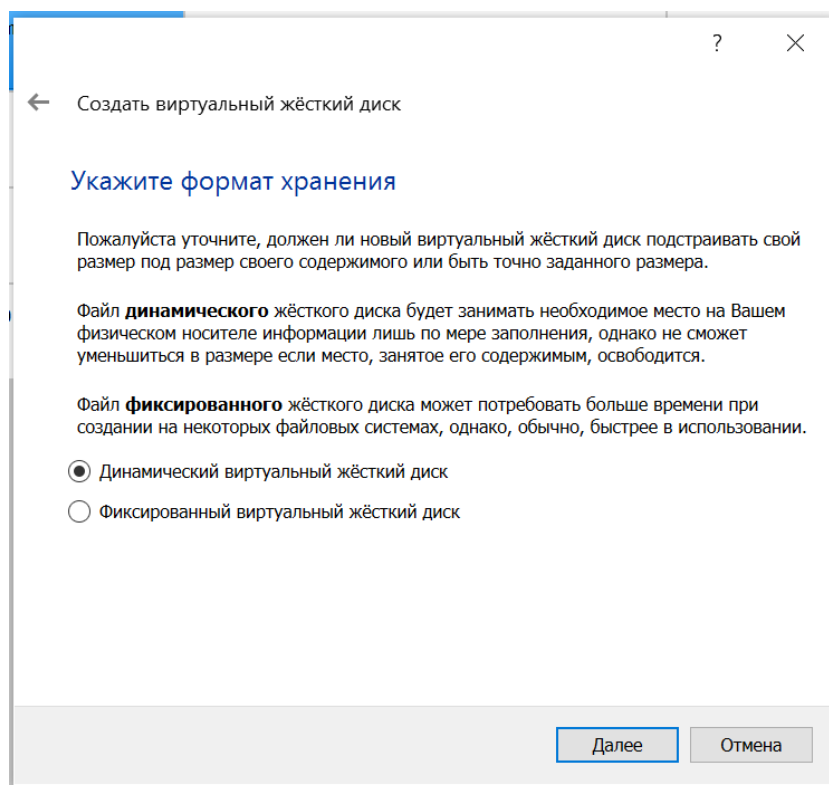 ?
Создать виртуальный жёсткий диск
Укажите формат хранения
Пожалуйста уточните, должен ли новый виртуальный жёсткий диск подстраивать свой
размер под размер своего содержимого или быть точно заданного размера.
Файл динамического жёсткого диска будет занимать необходимое место на Вашем
физическом носителе информации лишь по мере заполнения, однако не сможет
уменьшиться в размере если место, занятое его содержимым, освободится.
Файл фиксированного жёсткого диска может потребовать больше времени при
создании на некоторых файловых системах, однако, обычно, быстрее в использовании.
Динамический виртуальный жёсткий диск
Фиксированный виртуальный жёсткий диск
Далее Отмена